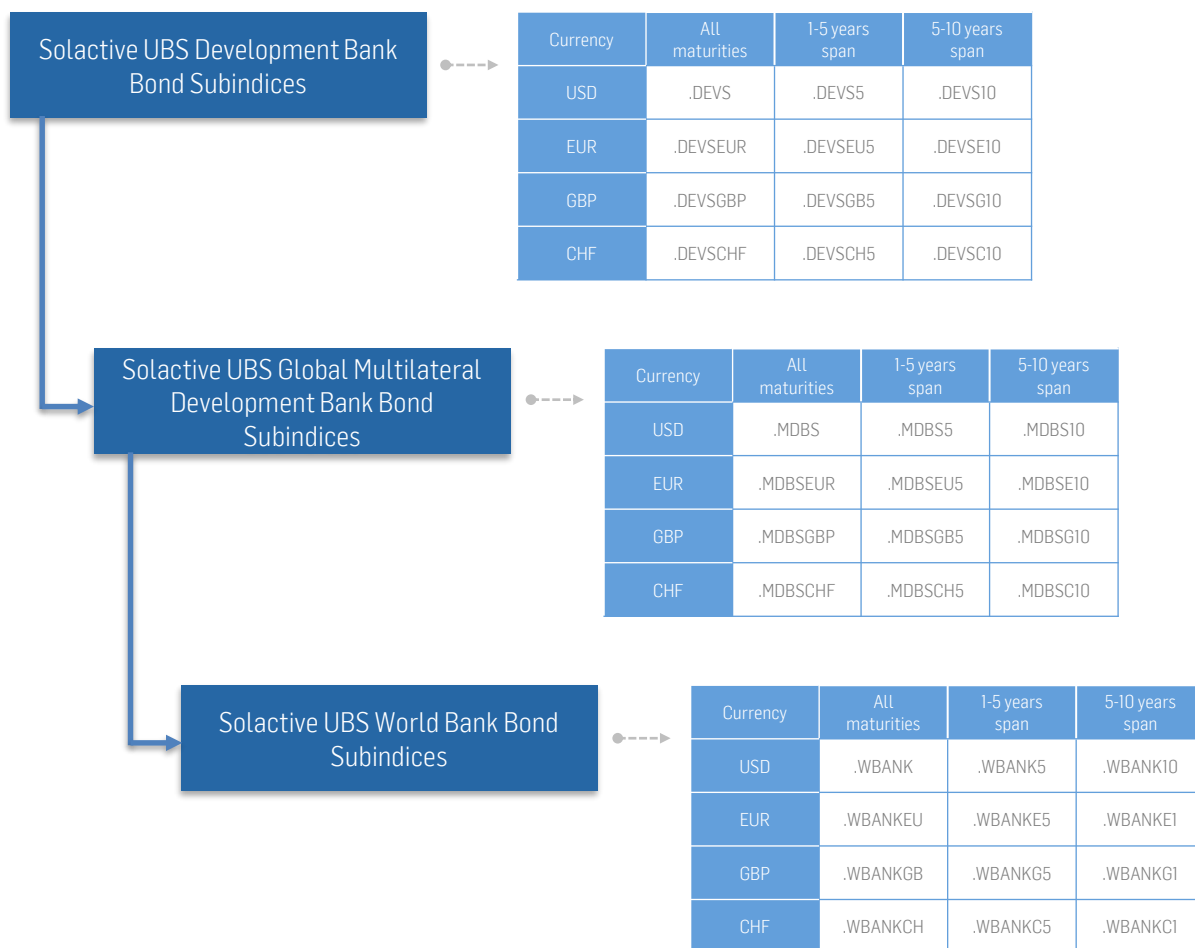 Solactive UBS Development Bank
Bond Subindices
Currency All maturities 1-5 years span 5-10 years span
USD .DEVS .DEVS5 .DEVS10
EUR .DEVSEUR .DEVSEU5 .DEVSE10
GBP .DEVSGBP .DEVSGB5 .DEVSG10
CHF .DEVSCHF .DEVSCH5 .DEVSC10
Solactive UBS Global Multilateral
Development Bank Bond
Subindices
Currency All maturities 1-5 years span 5-10 years span
USD .MDBS .MDBS5 .MDBS10
EUR .MDBSEUR .MDBSEU5 .MDBSE10
GBP .MDBSGBP .MDBSGB5 .MDBSG10
CHF .MDBSCHF .MDBSCH5 .MDBSC10
Solactive UBS World Bank Bond
Subindices
Currency All maturities 1-5 years span 5-10 years span
USD .WBANK .WBANK5 .WBANK10
EUR .WBANKEU .WBANKE5 .WBANKE1
GBP .WBANKGB .WBANKG5 .WBANKG1
CHF .WBANKCH .WBANKC5 .WBANKC1